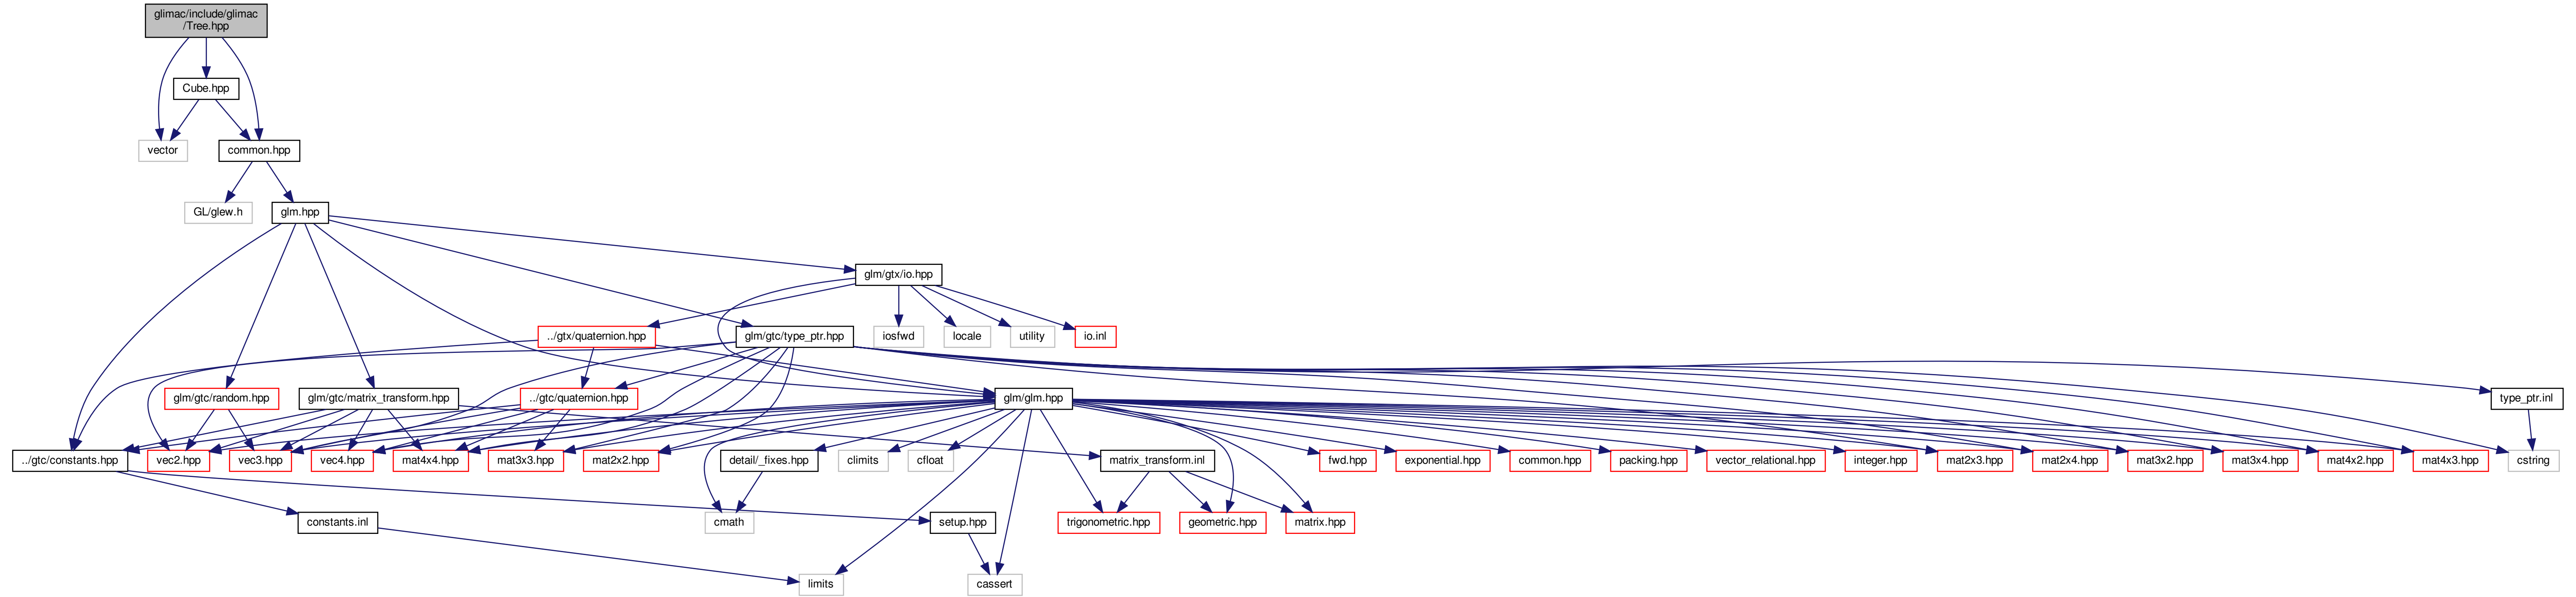 glimac/include/glimac
/Tree.hpp
Cube.hpp
vector
common.hpp
GL/glew.h
glm.hpp
glm/gtx/io.hpp
../gtx/quaternion.hpp
glm/gtc/type_ptr.hpp
iosfwd
locale
utility
io.inl
glm/gtc/random.hpp
glm/gtc/matrix_transform.hpp
../gtc/quaternion.hpp
glm/glm.hpp
type_ptr.inl
../gtc/constants.hpp
vec2.hpp
vec3.hpp
vec4.hpp
mat4x4.hpp
mat3x3.hpp
mat2x2.hpp
detail/_fixes.hpp
climits
cfloat
matrix_transform.inl
fwd.hpp
exponential.hpp
common.hpp
packing.hpp
vector_relational.hpp
integer.hpp
mat2x3.hpp
mat2x4.hpp
mat3x2.hpp
mat3x4.hpp
mat4x2.hpp
mat4x3.hpp
cstring
constants.inl
cmath
setup.hpp
trigonometric.hpp
geometric.hpp
matrix.hpp
limits
cassert